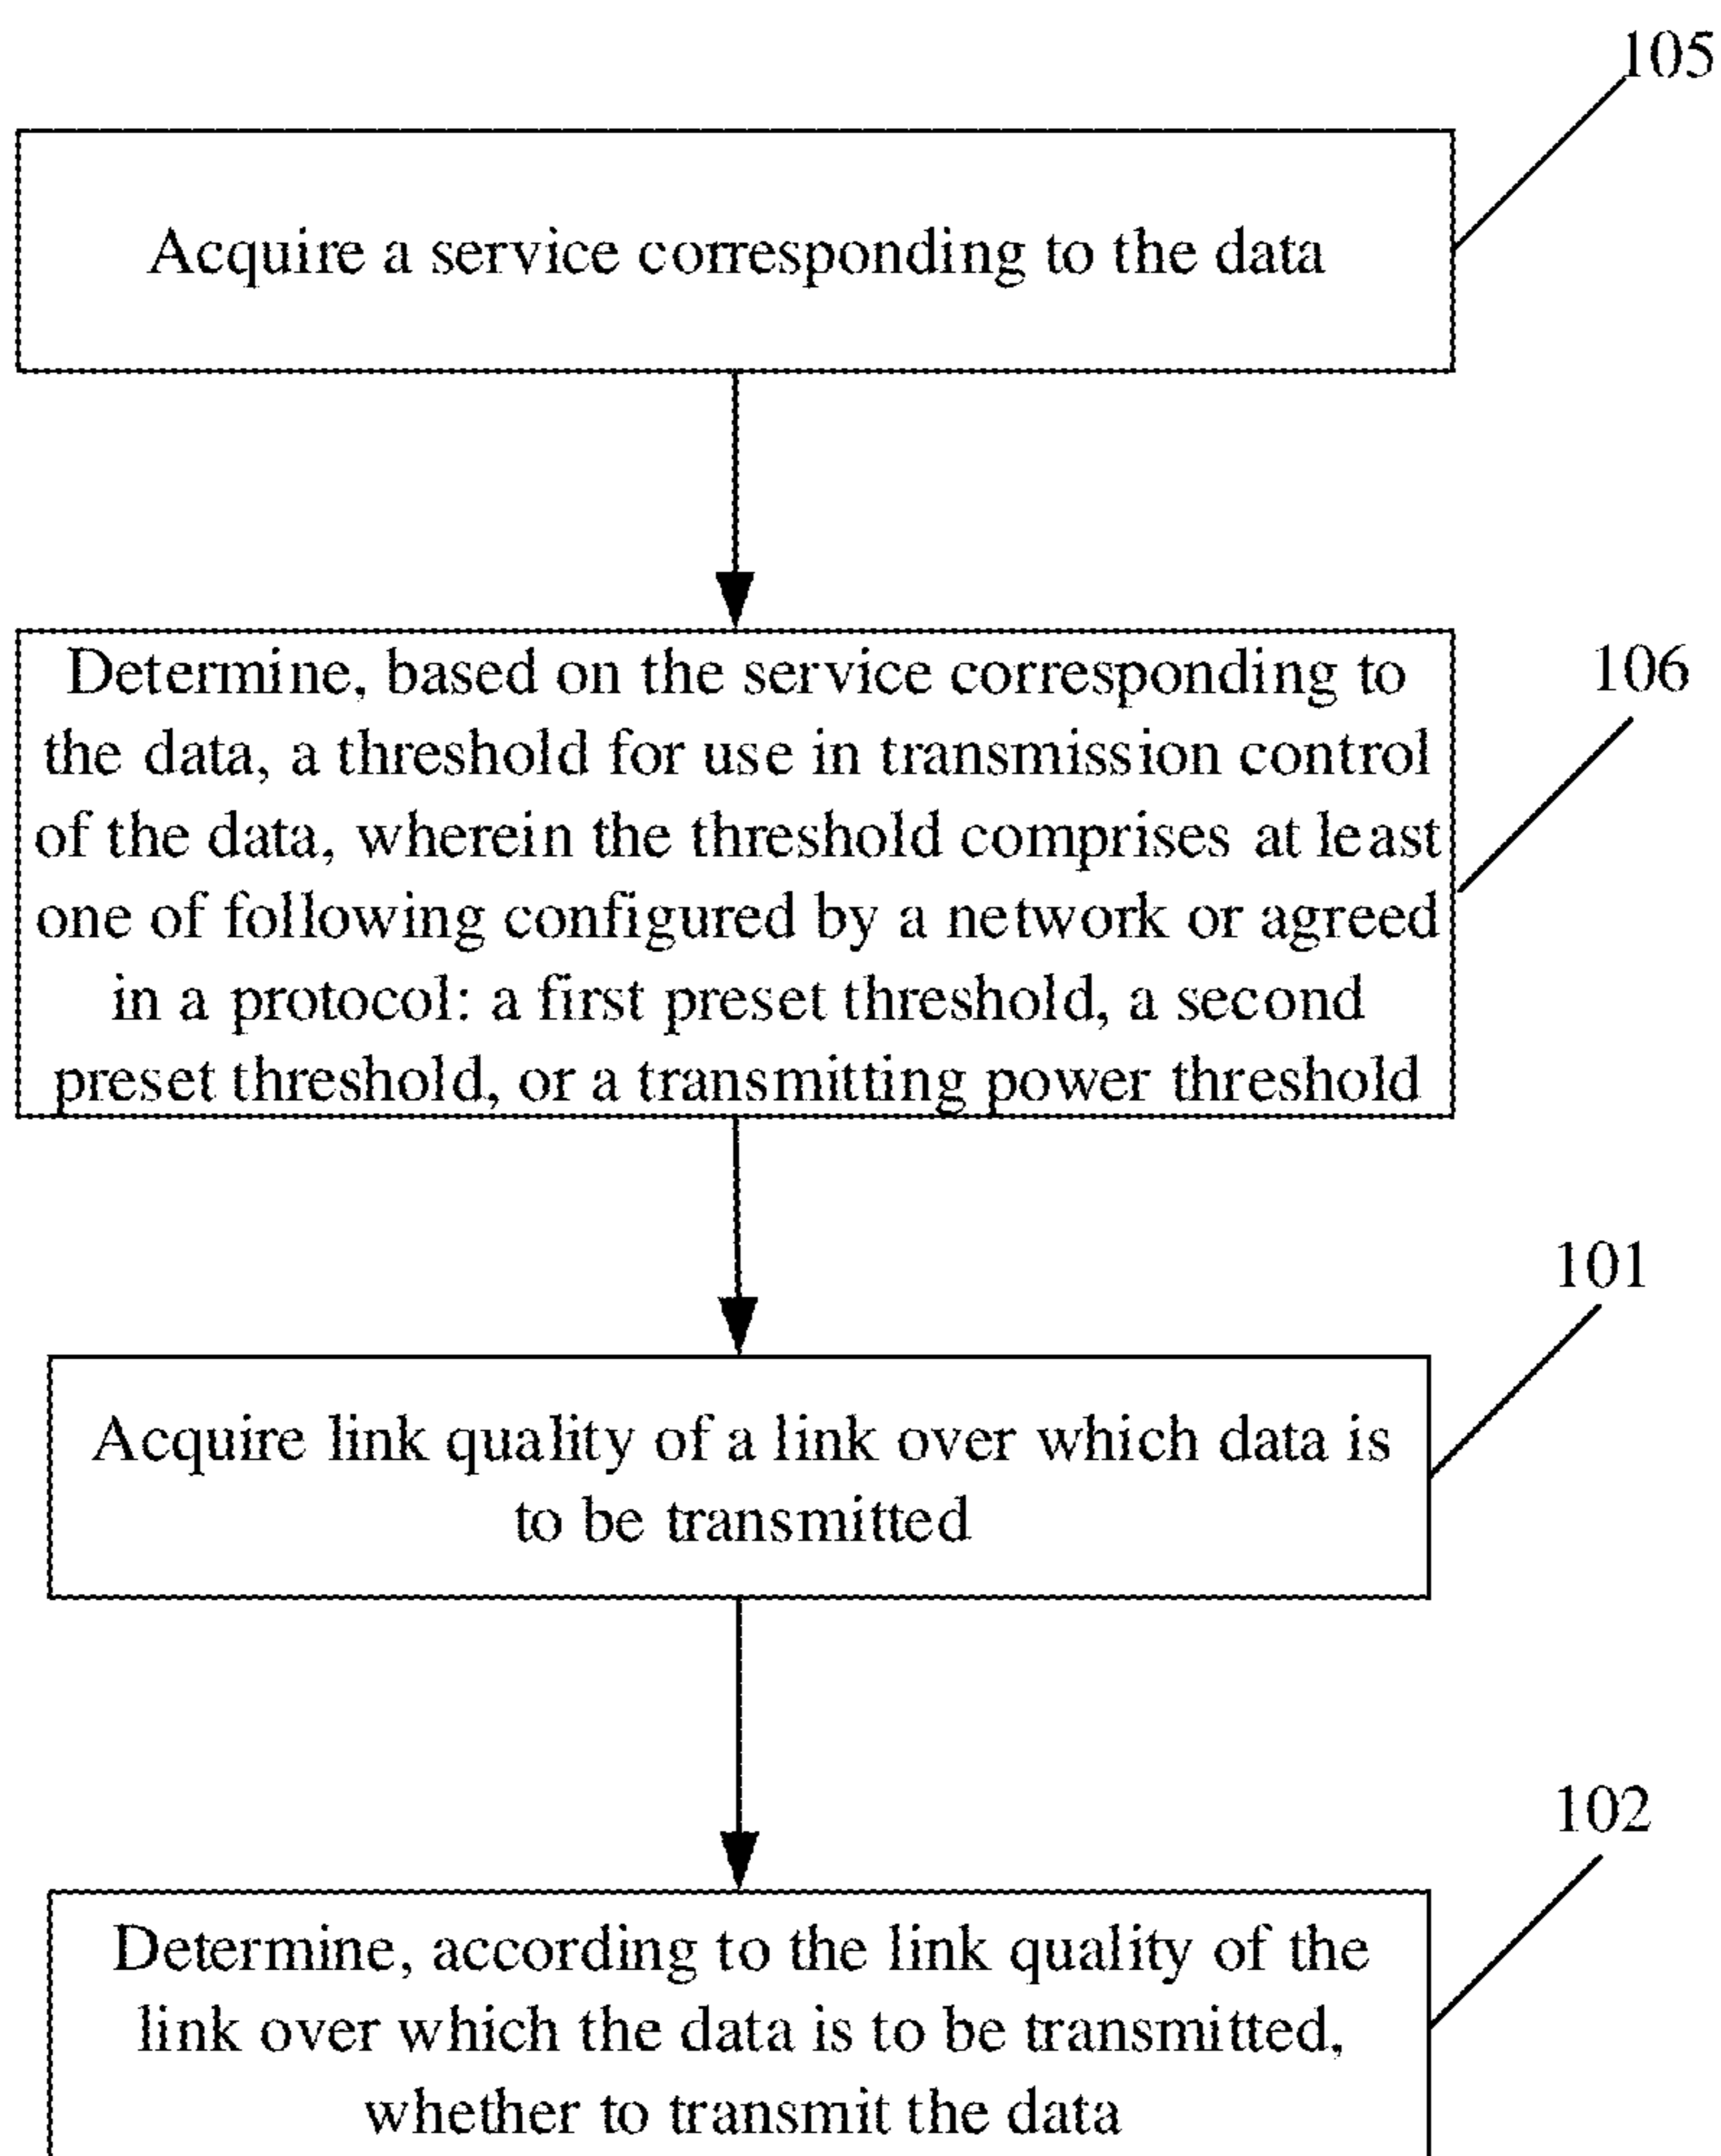 105
Acquire a service corresponding to the data
Determine, based on the service corresponding to
106
the data, a threshold for use in transmission control
of the data, wherein the threshold comprises at least
one of following configured by a network or agreed
in a protocol: a first preset threshold, a second
preset threshold, or a transmitting power threshold
101
Acquire link quality of a link over which data is
to be transmitted
102
Determine, according to the link quality of the
link over which the data is to be transmitted,
whether to transmit the data